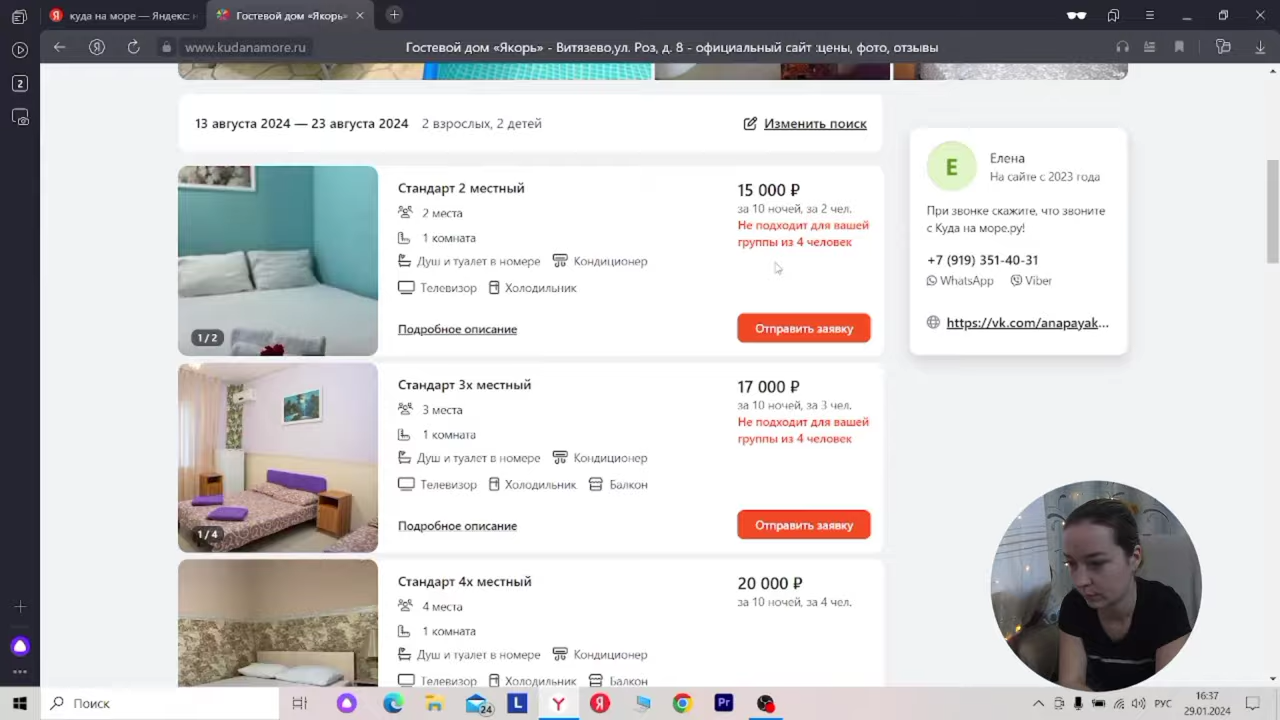 куда на море — Яндекс:
Гостевой дом «Якорь»
www.kudanamore.ru
Гостевой дом «Якорь» - Витязево,ул. Роз, д. 8 - официальный сайт :цены, фото, отзывы
2
13 августа 2024 — 23 августа 2024
2 взрослых, 2 детей
Изменить поиск
Стандарт 2 местный
2 места
1 комната
Душ и туалет в номере
Кондиционер
Телевизор
Холодильник
Подробное описание
1 / 2
15 000 ₽
за 10 ночей, за 2 чел.
Не подходит для вашей
группы из 4 человек
Отправить заявку
Е
Елена
На сайте с 2023 года
При звонке скажите, что звоните
с Куда на море.ру!
+7 (919) 351-40-31
WhatsApp
Viber
https://vk.com/anapayak...
Стандарт 3х местный
3 места
1 комната
Душ и туалет в номере
Кондиционер
Телевизор
Холодильник
Балкон
Подробное описание
1 / 4
17 000 ₽
за 10 ночей, за 3 чел.
Не подходит для вашей
группы из 4 человек
Отправить заявку
Стандарт 4х местный
4 места
1 комната
Душ и туалет в номере
Кондиционер
Телевизор
Холодильник
Балкон
20 000 ₽
за 10 ночей, за 4 чел.
Поиск
24
L
Y
Я
Pr
РУС
16:37
29.01.2024